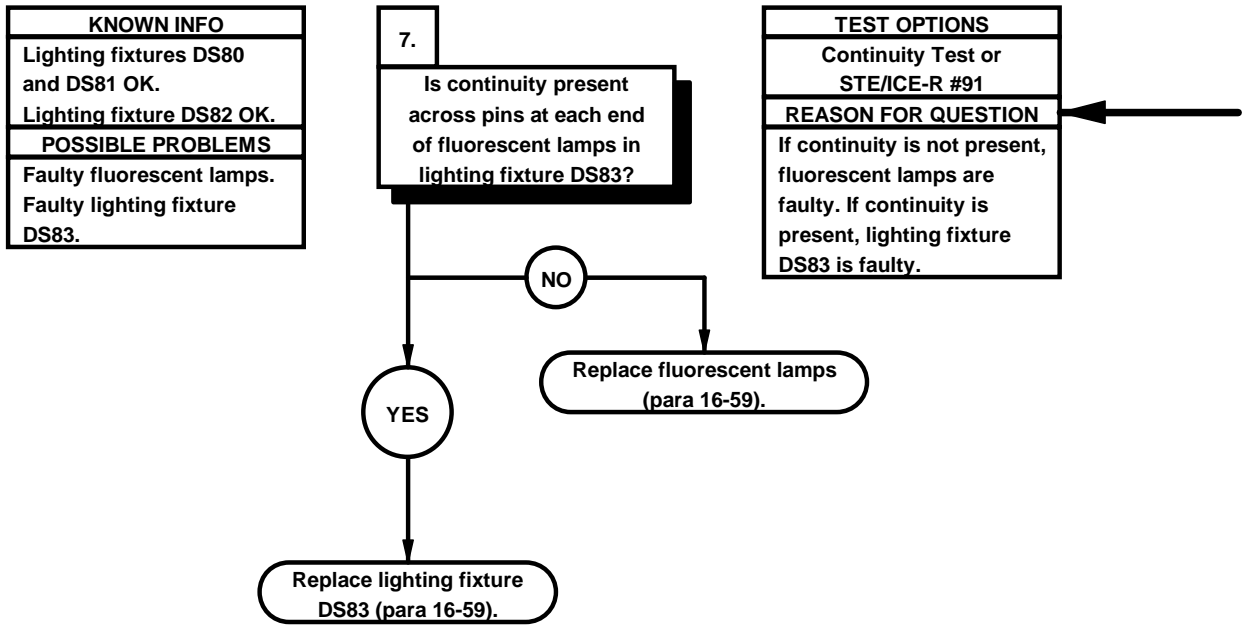 KNOWN INFO
Lighting fixtures DS80
and DS81 OK.
Lighting fixture DS82 OK.
POSSIBLE PROBLEMS
Faulty fluorescent lamps.
Faulty lighting fixture
DS83.
7.
Is continuity present
across pins at each end
of fluorescent lamps in
lighting fixture DS83?
TEST OPTIONS
Continuity Test or
STE/ICE-R #91
REASON FOR QUESTION
If continuity is not present,
fluorescent lamps are
faulty. If continuity is
present, lighting fixture
DS83 is faulty.
NO
Replace fluorescent lamps
(para 16-59).
YES
Replace lighting fixture
DS83 (para 16-59).